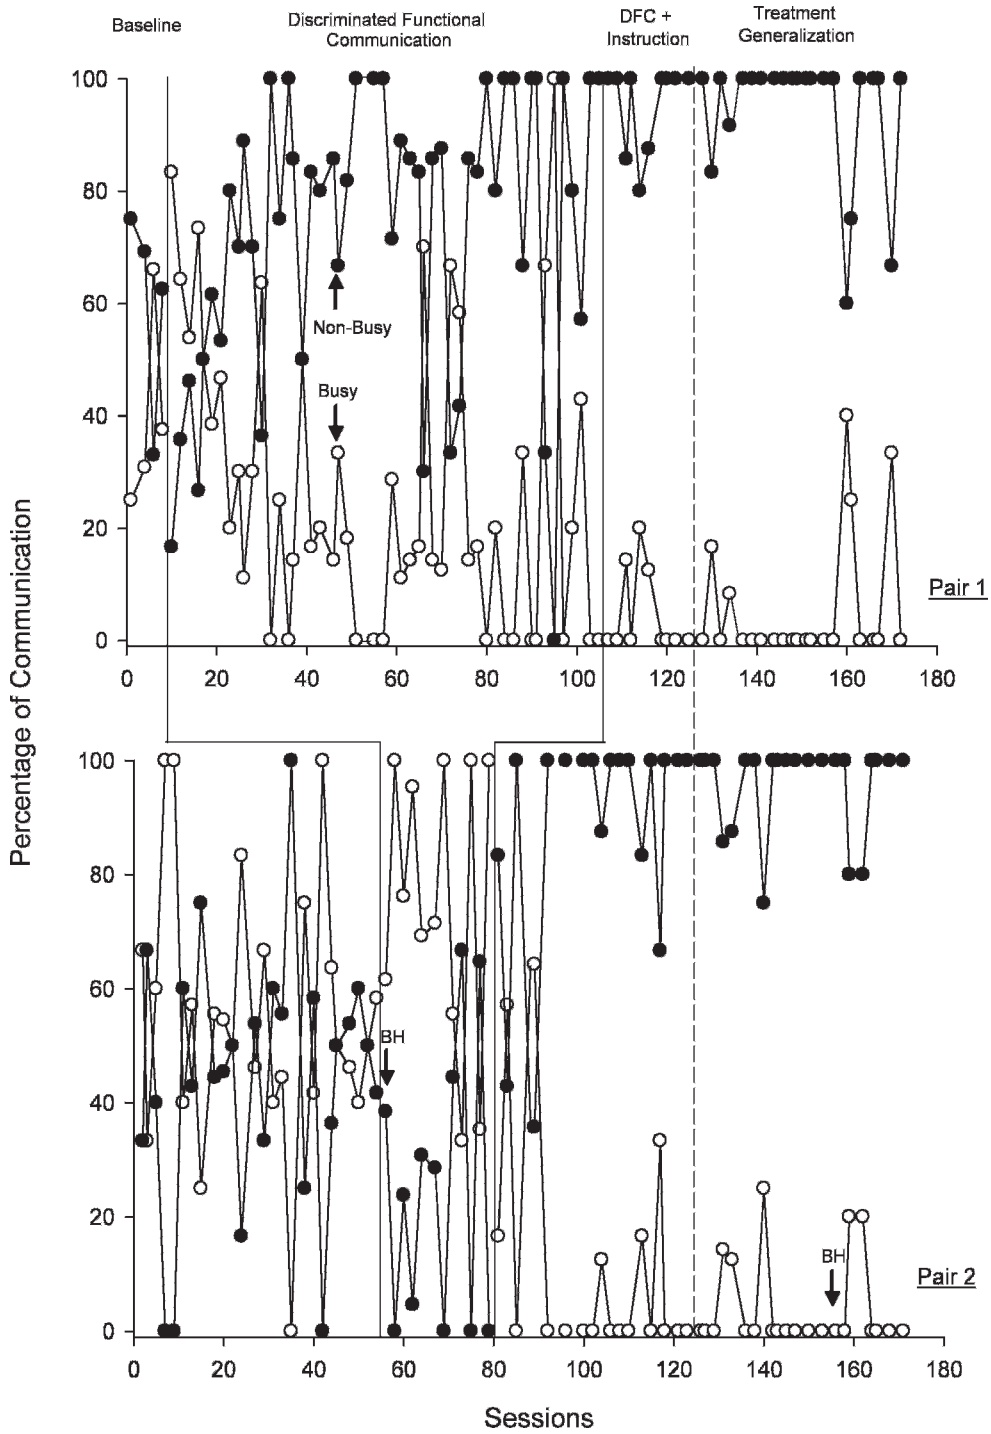 Baseline
Discriminated Functional
Communication
DFC +
Instruction
Treatment
Generalization
100
80
60
40
20
0
Non-Busy
Busy
Pair 1
0 20 40 60 80 100 120 140 160 180
Percentage of Communication
100
80
60
40
20
0
BH
BH
Pair 2
0 20 40 60 80 100 120 140 160 180
Sessions